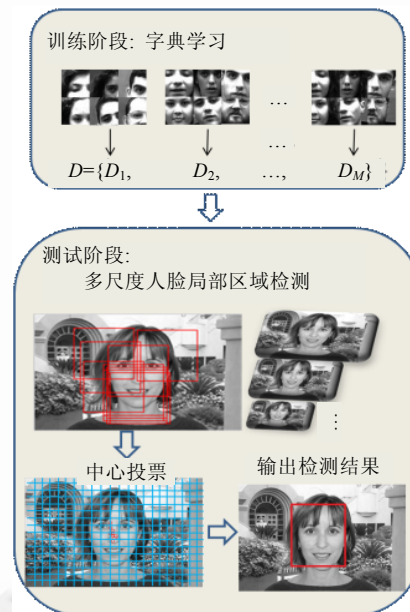 训练阶段: 字典学习
…
…
D={D1, D2, …, DM}
测试阶段:
多尺度人脸局部区域检测
⋮
中心投票 输出检测结果